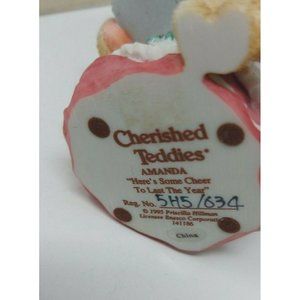 Cherished
Teddies®
AMANDA
"Here's Some Cheer
To Last The Year"
Reg. No. 5H5/634
© 1995 Priscilla Hillman
Licensee Enesco Corporation
141186
China